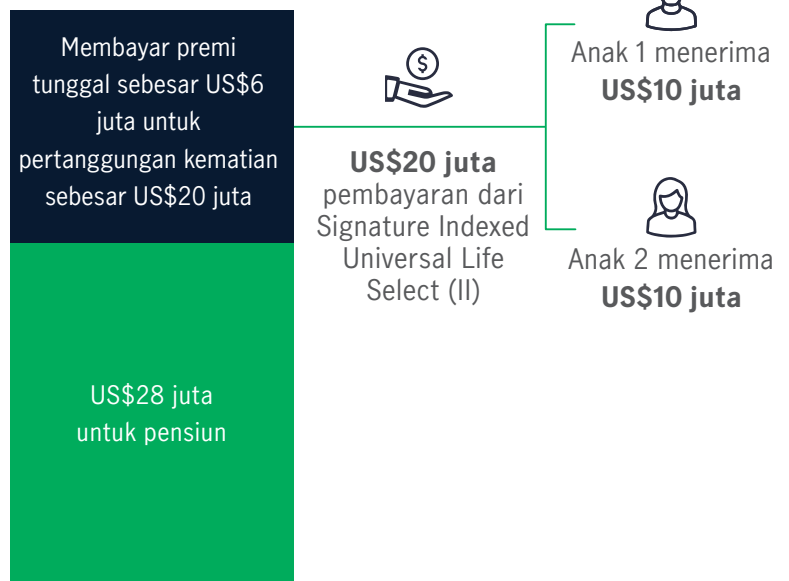 Membayar premi
tunggal sebesar US$6
juta untuk
pertanggungan kematian
sebesar US$20 juta
US$28 juta
untuk pensiun
$
US$20 juta
pembayaran dari
Signature Indexed
Universal Life
Select (II)
Anak 1 menerima
US$10 juta
Anak 2 menerima
US$10 juta